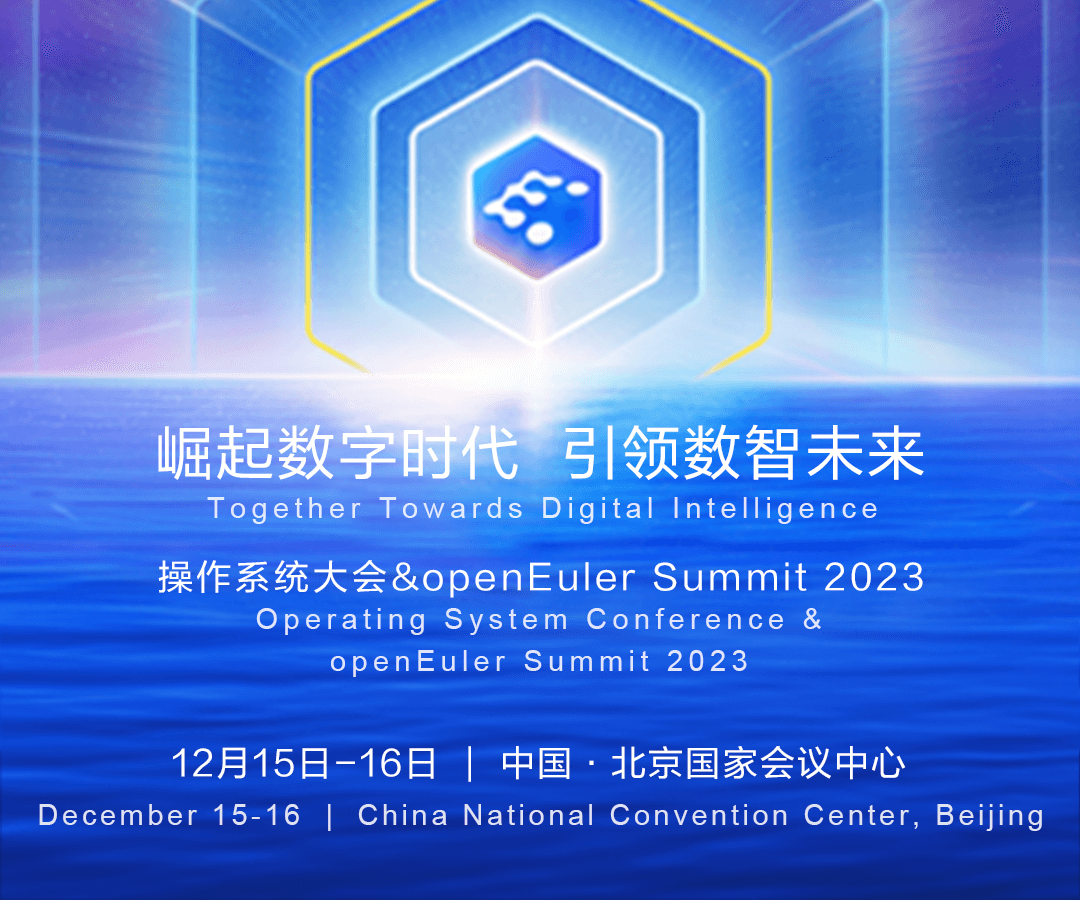 崛起数字时代 引领数智未来
Together Towards Digital Intelligence
操作系统大会&openEuler Summit 2023
Operating System Conference &
openEuler Summit 2023
12月15日-16日 | 中国·北京国家会议中心
December 15-16 | China National Convention Center, Beijing